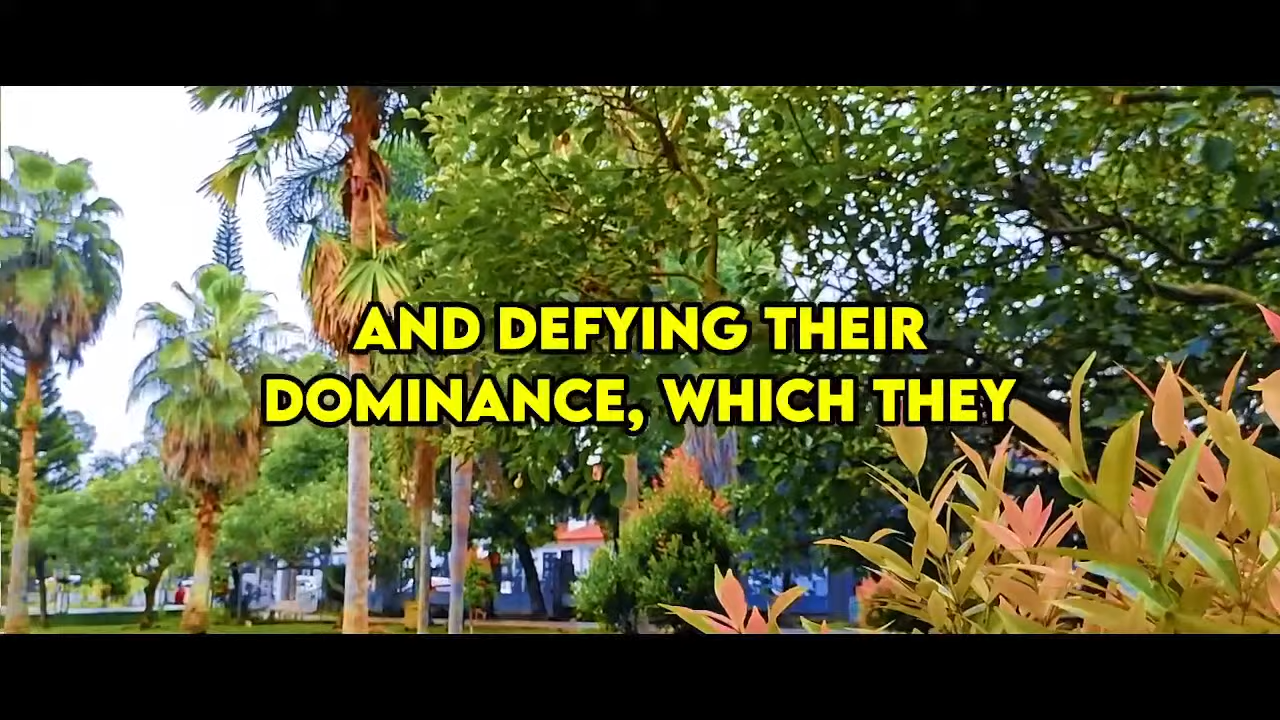 AND DEFYING THEIR
DOMINANCE, WHICH THEY